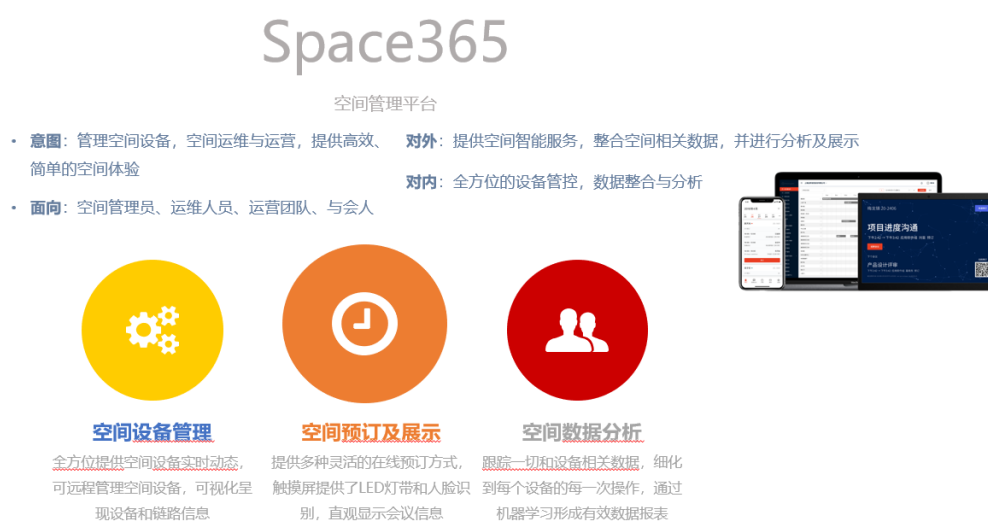 Space365
空间管理平台
• 意图：管理空间设备，空间运维与运营，提供高效、
简单的空间体验
• 面向：空间管理员、运维人员、运营团队、与会人
对外：提供空间智能服务，整合空间相关数据，并进行分析及展示
对内：全方位的设备管控，数据整合与分析
项目进度沟通
产品设计评审
空间设备管理
全方位提供空间设备实时动态，
可远程管理空间设备，可视化呈
现设备和链路信息
空间预订及展示
提供多种灵活的在线预订方式，
触摸屏提供了LED灯带和人脸识
别，直观显示会议信息
空间数据分析
跟踪一切和设备相关数据，细化
到每个设备的每一次操作，通过
机器学习形成有效数据报表